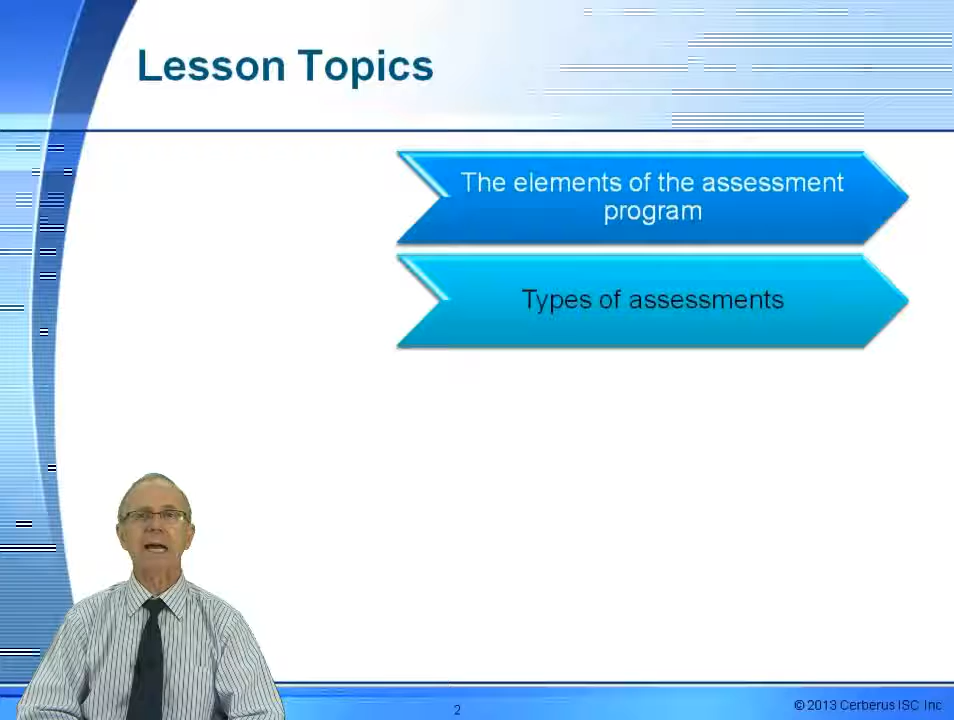 Lesson Topics
The elements of the assessment
program
Types of assessments
2
© 2013 Cerberus ISC Inc